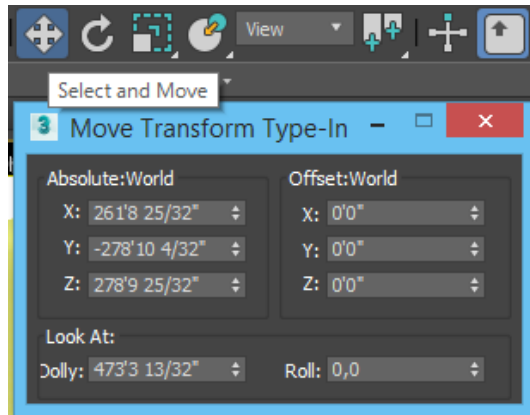 View
Select and Move
3 Move Transform Type-In
Absolute:World
X: 261'8 25/32"
Y: -278'10 4/32"
Z: 278'9 25/32"
Offset:World
X: 0'0"
Y: 0'0"
Z: 0'0"
Look At:
Dolly: 473'3 13/32"
Roll: 0,0